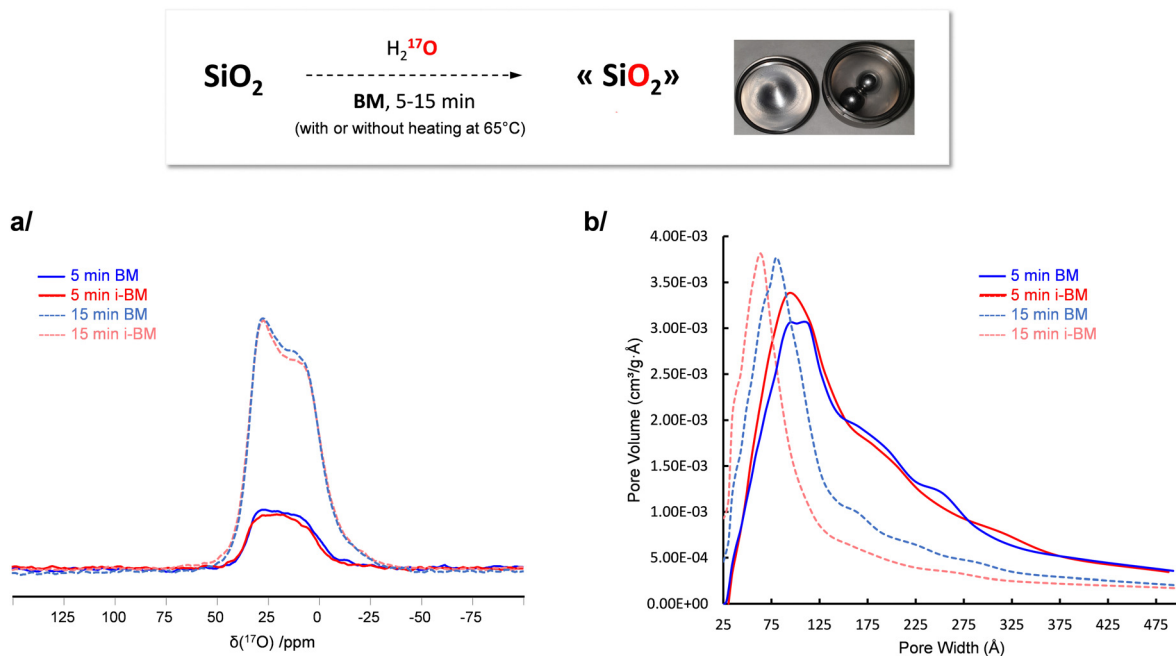 H₂¹⁷O
SiO₂
« SiO₂»
BM, 5-15 min
(with or without heating at 65°C)
a/
5 min BM
5 min i-BM
15 min BM
15 min i-BM
125 100 75 50 25 0 -25 -50 -75
δ(¹⁷O) /ppm
b/
4.00E-03
3.50E-03
3.00E-03
2.50E-03
2.00E-03
1.50E-03
1.00E-03
5.00E-04
0.00E+00
Pore Volume (cm³/g·Å)
5 min BM
5 min i-BM
15 min BM
15 min i-BM
25 75 125 175 225 275 325 375 425 475
Pore Width (Å)